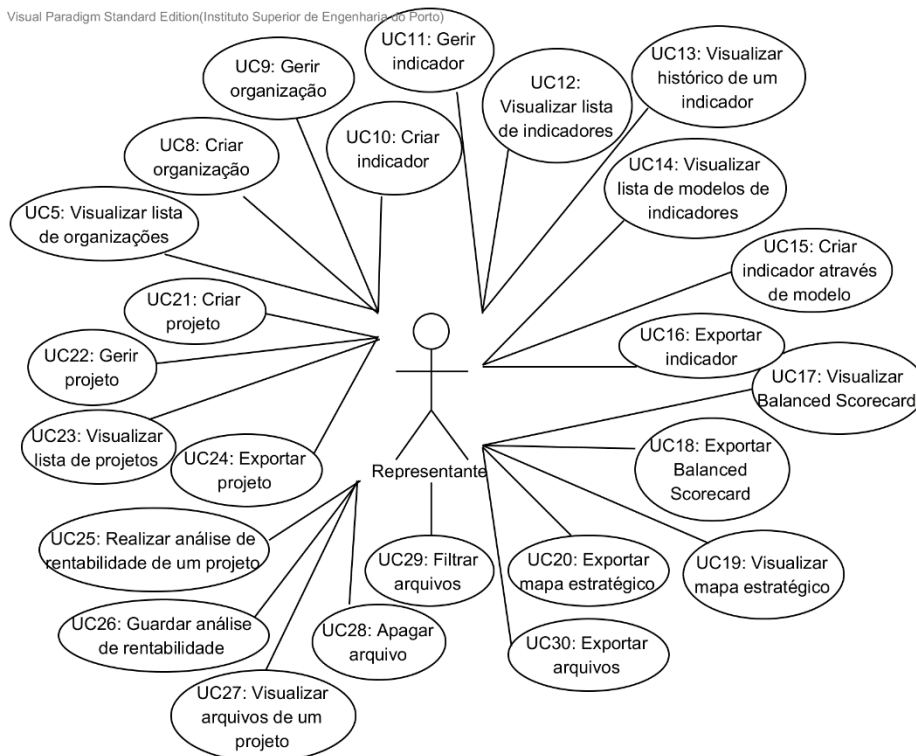 Visual Paradigm Standard Edition(Instituto Superior de Engenharia do Porto)
UC11: Gerir
indicador
UC9: Gerir
organização
UC13: Visualizar
histórico de um
indicador
UC12:
Visualizar lista
de indicadores
UC10: Criar
indicador
UC8: Criar
organização
UC14: Visualizar
lista de modelos de
indicadores
UC5: Visualizar lista
de organizações
UC15: Criar
indicador através
de modelo
UC21: Criar
projeto
UC16: Exportar
indicador
UC22: Gerir
projeto
UC17: Visualizar
Balanced Scorecard
UC23: Visualizar
lista de projetos
UC24: Exportar
projeto
Representante
UC18: Exportar
Balanced
Scorecard
UC25: Realizar análise de
rentabilidade de um projeto
UC29: Filtrar
arquivos
UC20: Exportar
mapa estratégico
UC19: Visualizar
mapa estratégico
UC26: Guardar análise
de rentabilidade
UC28: Apagar
arquivo
UC30: Exportar
arquivos
UC27: Visualizar
arquivos de um
projeto